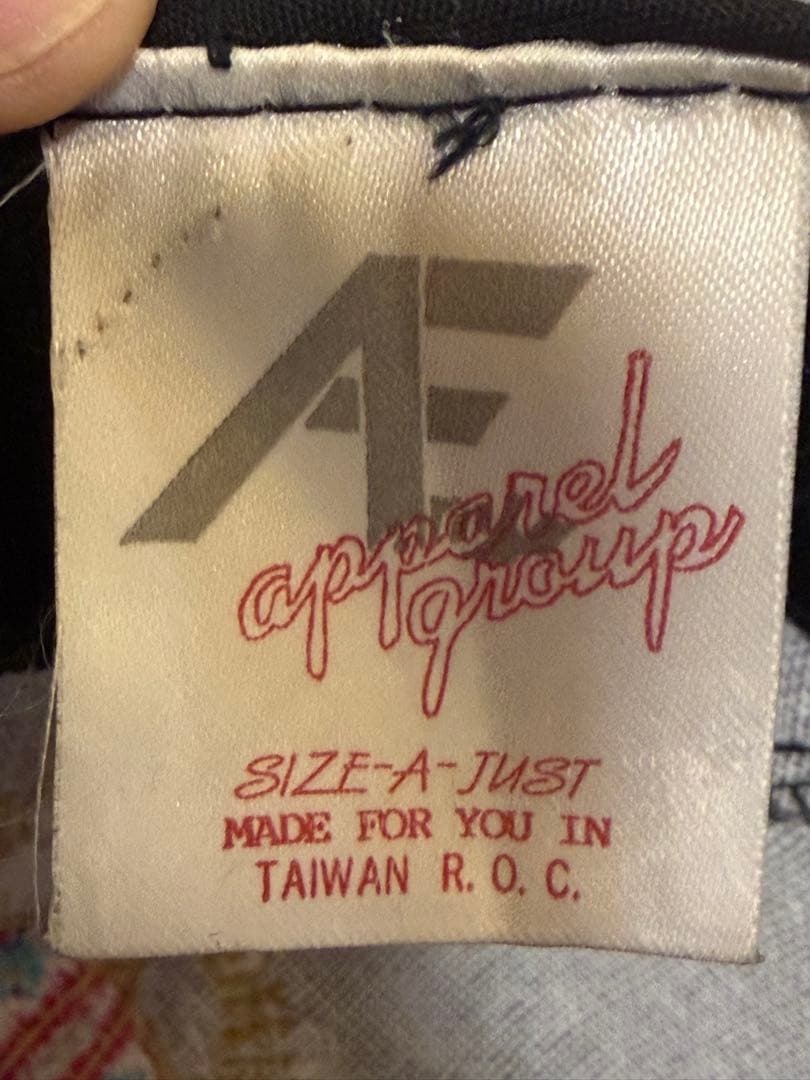 AE
apparel
group
SIZE-A-JUST
MADE FOR YOU IN
TAIWAN R. O. C.